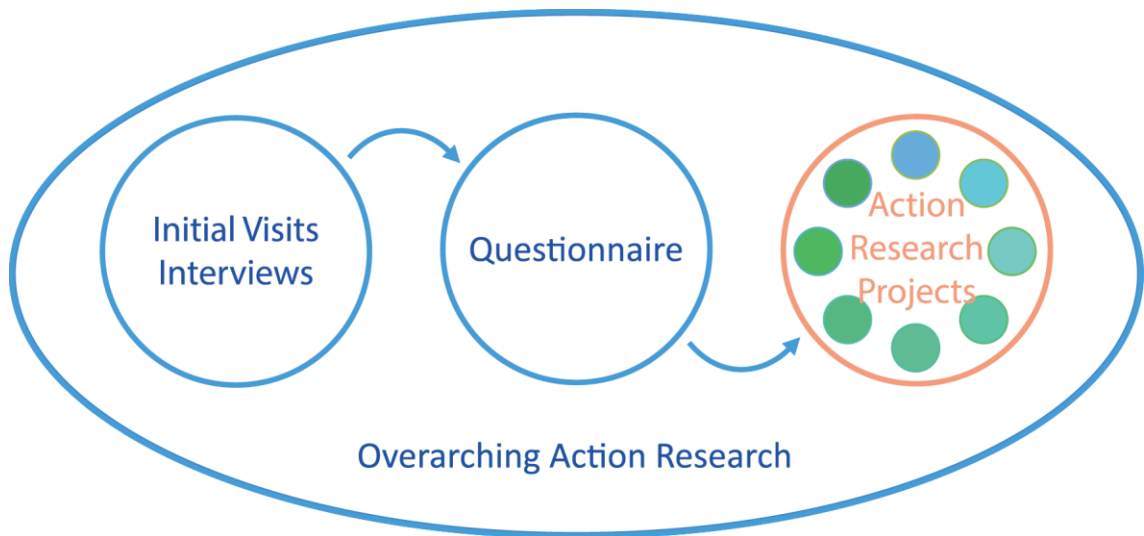 Initial Visits
Interviews
Questionnaire
Action
Research
Projects
Overarching Action Research